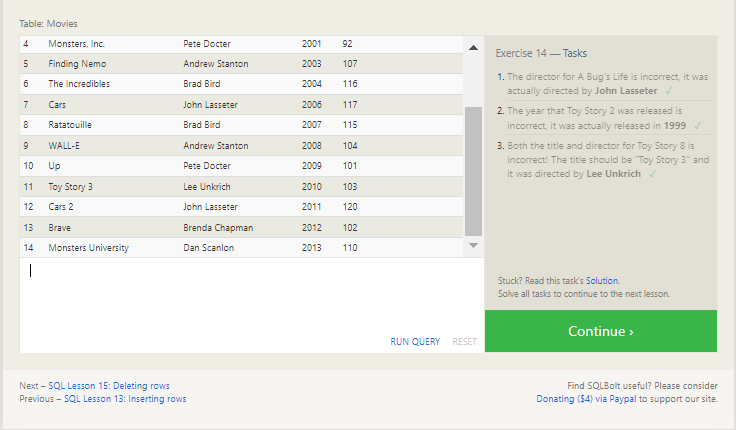 Table: Movies
4 Monsters, Inc. Pete Docter 2001 92
5 Finding Nemo Andrew Stanton 2003 107
6 The Incredibles Brad Bird 2004 116
7 Cars John Lasseter 2006 117
8 Ratatouille Brad Bird 2007 115
9 WALL-E Andrew Stanton 2008 104
10 Up Pete Docter 2009 101
11 Toy Story 3 Lee Unkrich 2010 103
12 Cars 2 John Lasseter 2011 120
13 Brave Brenda Chapman 2012 102
14 Monsters University Dan Scanlon 2013 110
RUN QUERY RESET
Exercise 14 — Tasks
1. The director for A Bug's Life is incorrect, it was
actually directed by John Lasseter ✓
2. The year that Toy Story 2 was released is
incorrect, it was actually released in 1999 ✓
3. Both the title and director for Toy Story 8 is
incorrect! The title should be "Toy Story 3" and
it was directed by Lee Unkrich ✓
Stuck? Read this task's Solution.
Solve all tasks to continue to the next lesson.
Continue ›
Next – SQL Lesson 15: Deleting rows
Previous – SQL Lesson 13: Inserting rows
Find SQLBolt useful? Please consider
Donating ($4) via Paypal to support our site.